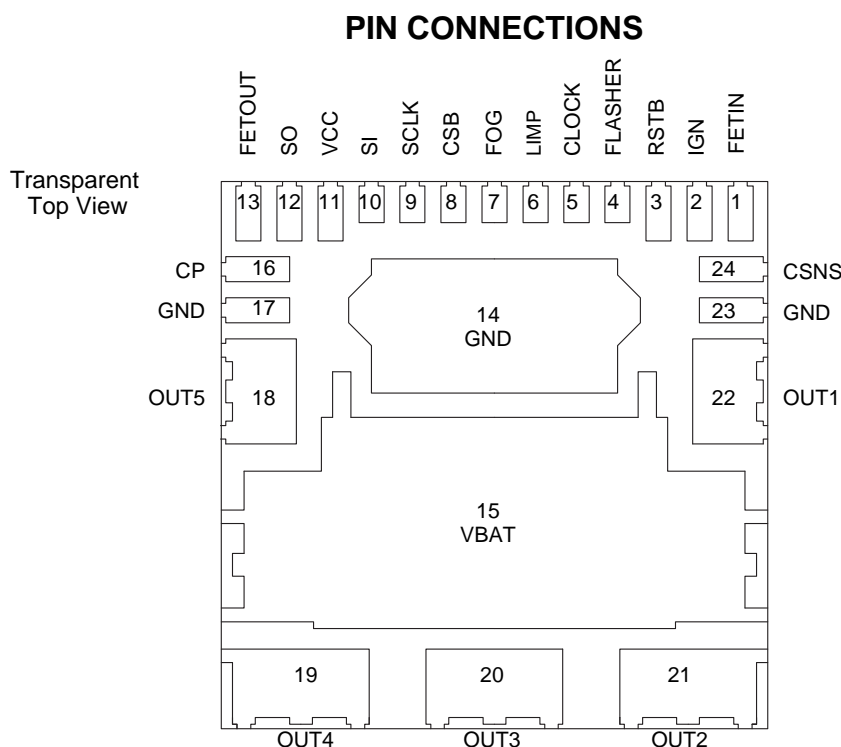 PIN CONNECTIONS
FETOUT
SO
VCC
SI
SCLK
CSB
FOG
LIMP
CLOCK
FLASHER
RSTB
IGN
FETIN
Transparent
Top View
13 12 11 10 9 8 7 6 5 4 3 2 1
CP 16 24 CSNS
GND 17 23 GND
14
GND
OUT5 18 22 OUT1
15
VBAT
19 20 21
OUT4 OUT3 OUT2